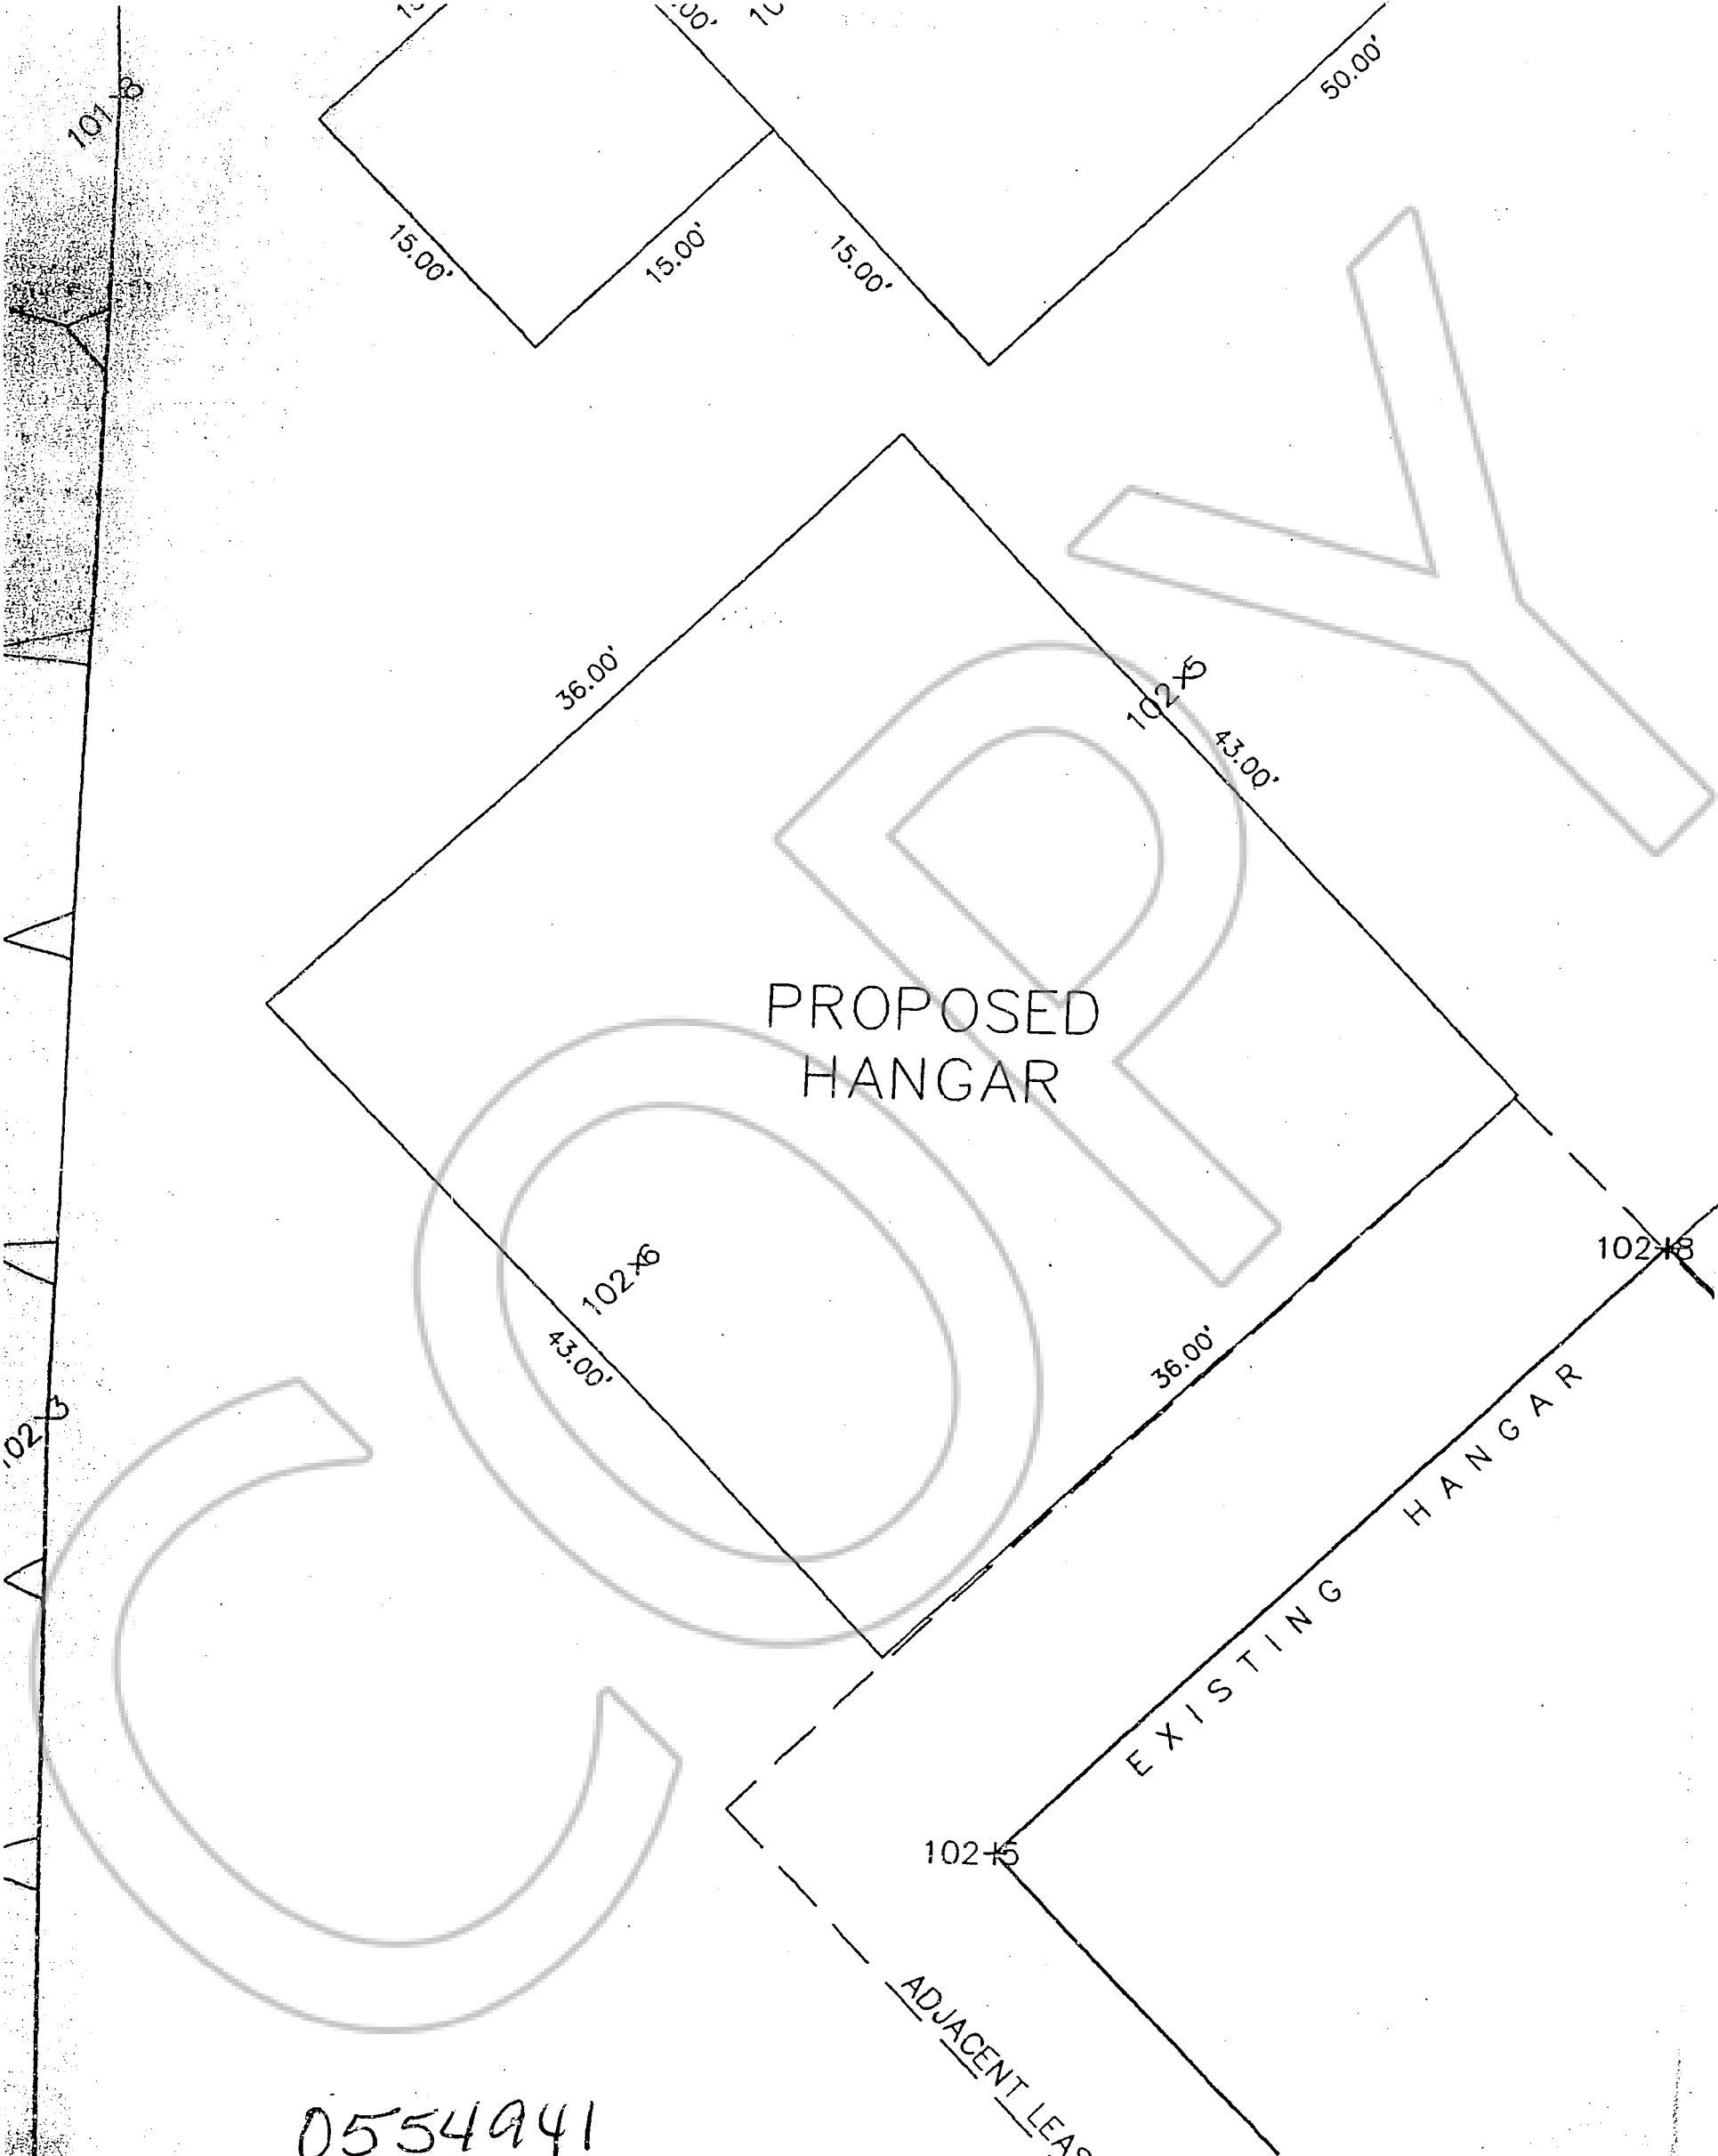 50.00'
101 8
15.00'
15.00'
15.00'
36.00'
102×5
43.00'
PROPOSED
HANGAR
102×6
43.00'
36.00'
102+8
EXISTING HANGAR
102+5
ADJACENT LEAS
0554941
COPY